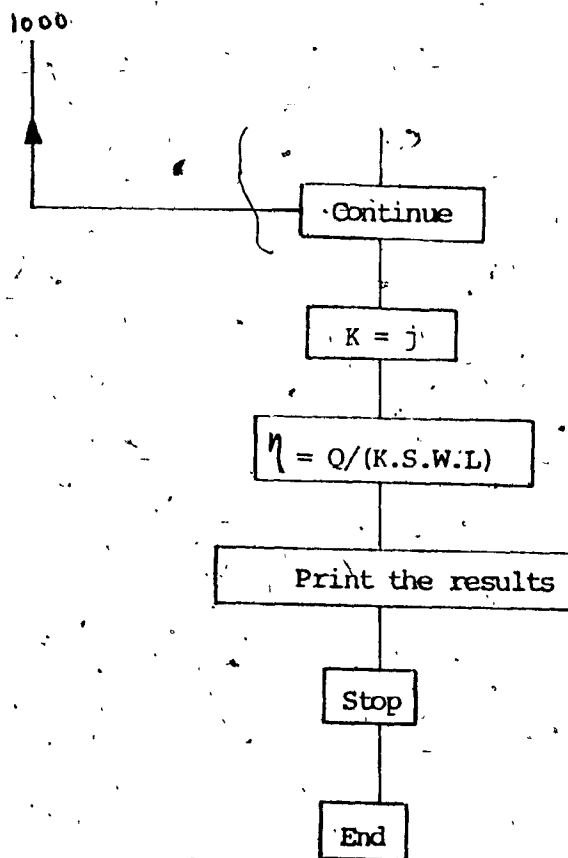 1000
Continue
K = j
η = Q/(K.S.W.L)
Print the results
Stop
End